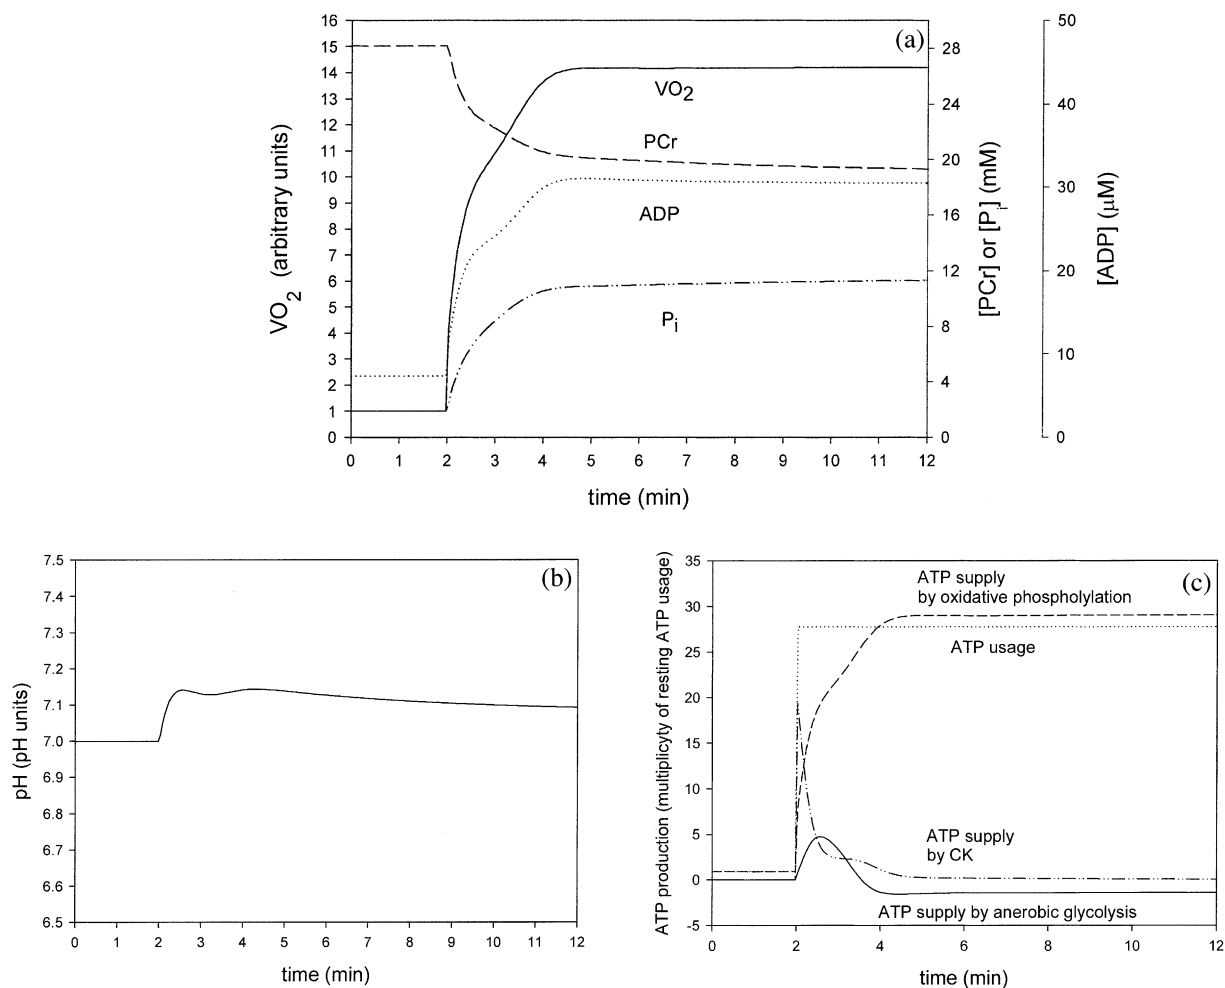 (a)
VO2 (arbitrary units)
16
15
14
13
12
11
10
9
8
7
6
5
4
3
2
1
0
VO2
PCr
ADP
Pi
28
24
20
16
12
8
4
0
[PCr] or [Pi] (mM)
50
40
30
20
10
0
[ADP] (μM)
0 1 2 3 4 5 6 7 8 9 10 11 12
time (min)
(b)
pH (pH units)
7.5
7.4
7.3
7.2
7.1
7.0
6.9
6.8
6.7
6.6
6.5
0 1 2 3 4 5 6 7 8 9 10 11 12
time (min)
(c)
ATP production (multiplicyty of resting ATP usage)
35
30
25
20
15
10
5
0
-5
ATP supply
by oxidative phospholylation
ATP usage
ATP supply
by CK
ATP supply by anerobic glycolysis
0 2 4 6 8 10 12
time (min)